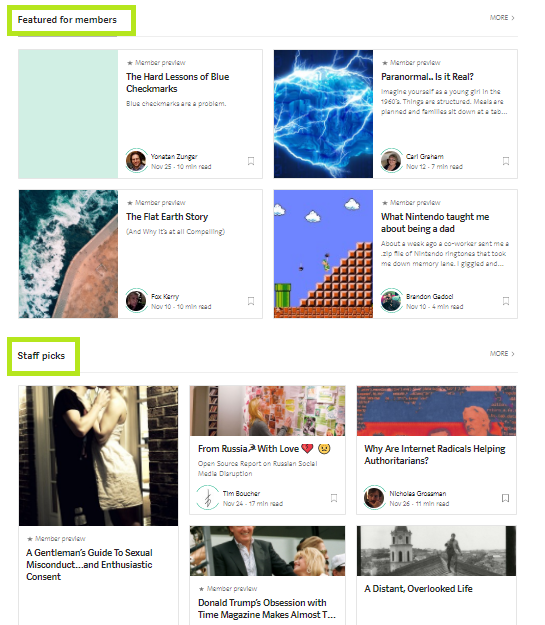 Featured for members
MORE >
★ Member preview
The Hard Lessons of Blue
Checkmarks
Blue checkmarks are a problem.
Yonatan Zunger
Nov 25 · 10 min read
★ Member preview
Paranormal.. Is it Real?
Imagine yourself as a young girl in the
1960's. Things are structured. Meals are
planned and families sit down at a tab...
Carl Graham
Nov 12 · 7 min read
★ Member preview
The Flat Earth Story
(And Why It's at all Compelling)
Fox Kerry
Nov 10 · 10 min read
★ Member preview
What Nintendo taught me
about being a dad
About a week ago a co-worker sent me a
.zip file of Nintendo ringtones that took
me down memory lane. I giggled and...
Brandon Gadoci
Nov 10 · 4 min read
Staff picks
MORE >
★ Member preview
A Gentleman's Guide To Sexual
Misconduct...and Enthusiastic
Consent
From Russia☭ With Love 💔 😠
Open Source Report on Russian Social
Media Disruption
Tim Boucher
Nov 24 · 17 min read
Why Are Internet Radicals Helping
Authoritarians?
Nicholas Grossman
Nov 26 · 11 min read
★ Member preview
Donald Trump's Obsession with
Time Magazine Makes Almost T...
A Distant, Overlooked Life